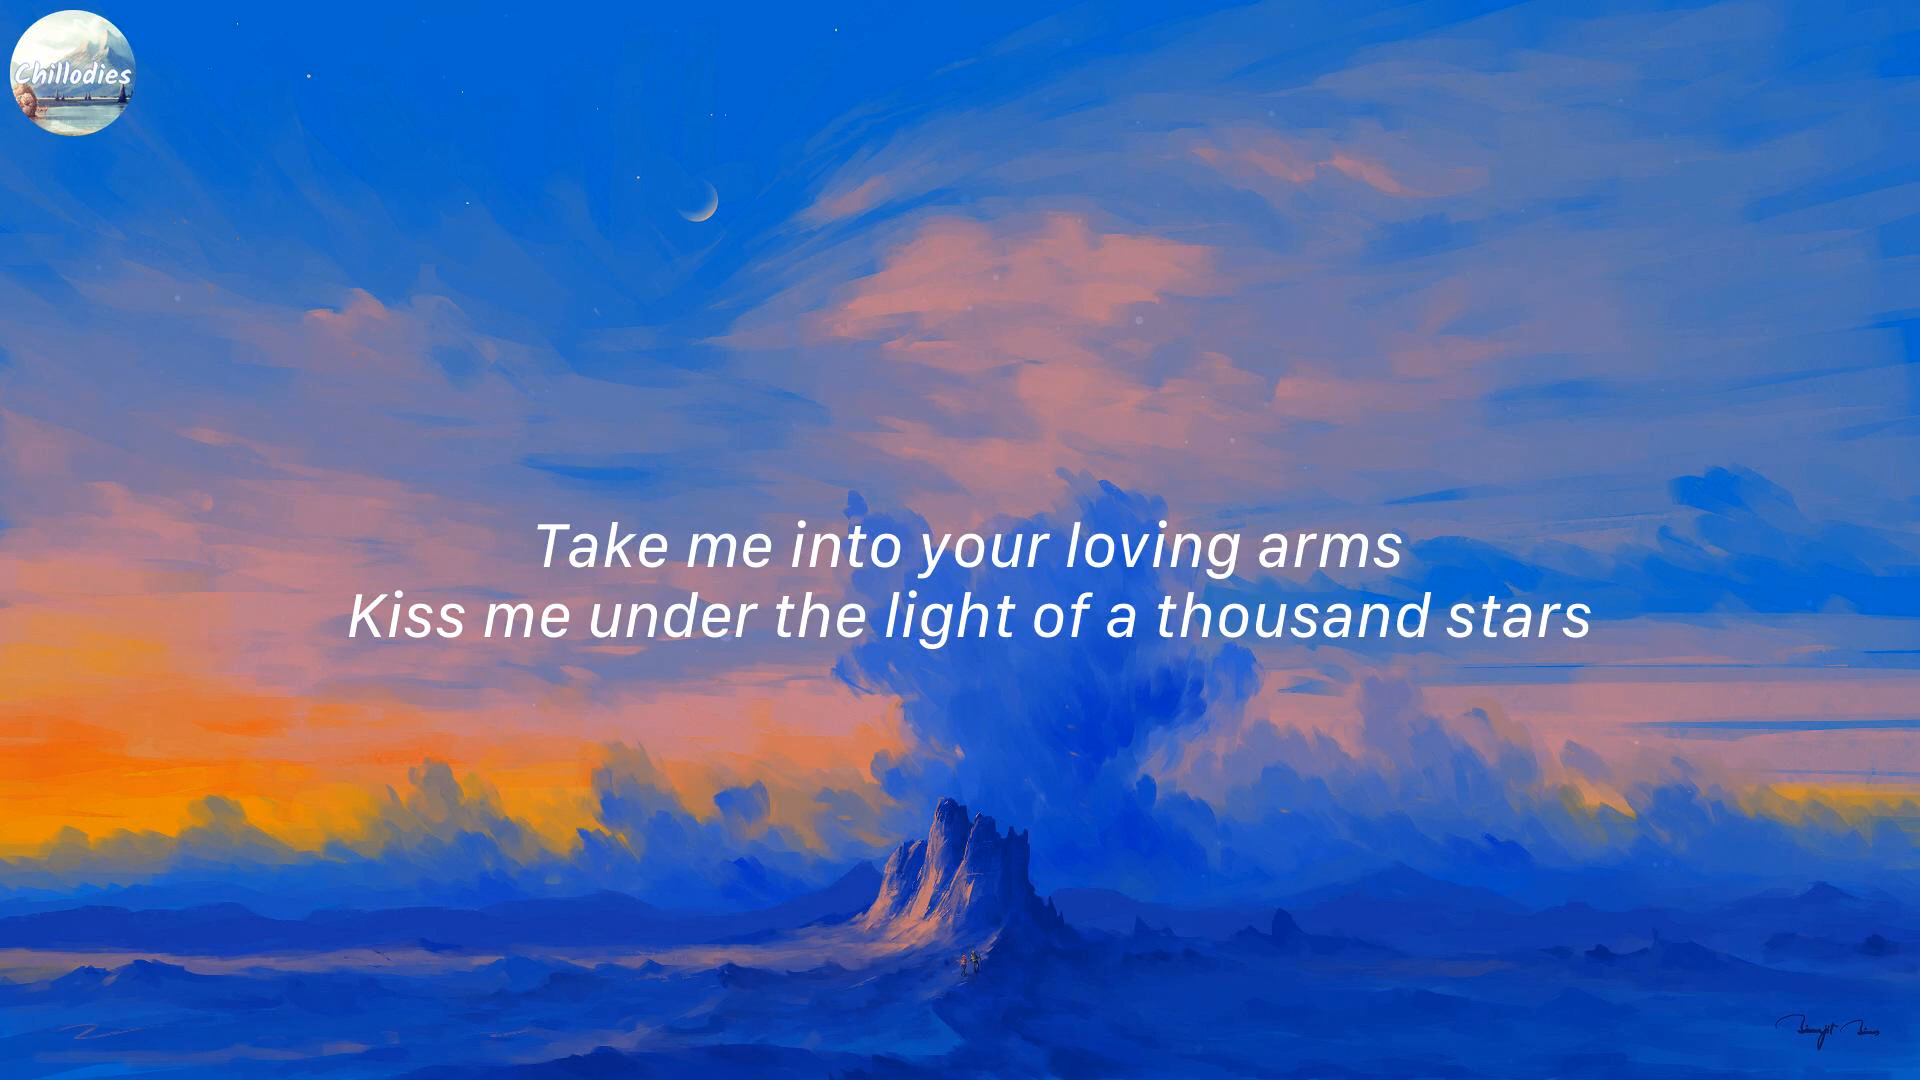 Chillodies
Take me into your loving arms
Kiss me under the light of a thousand stars